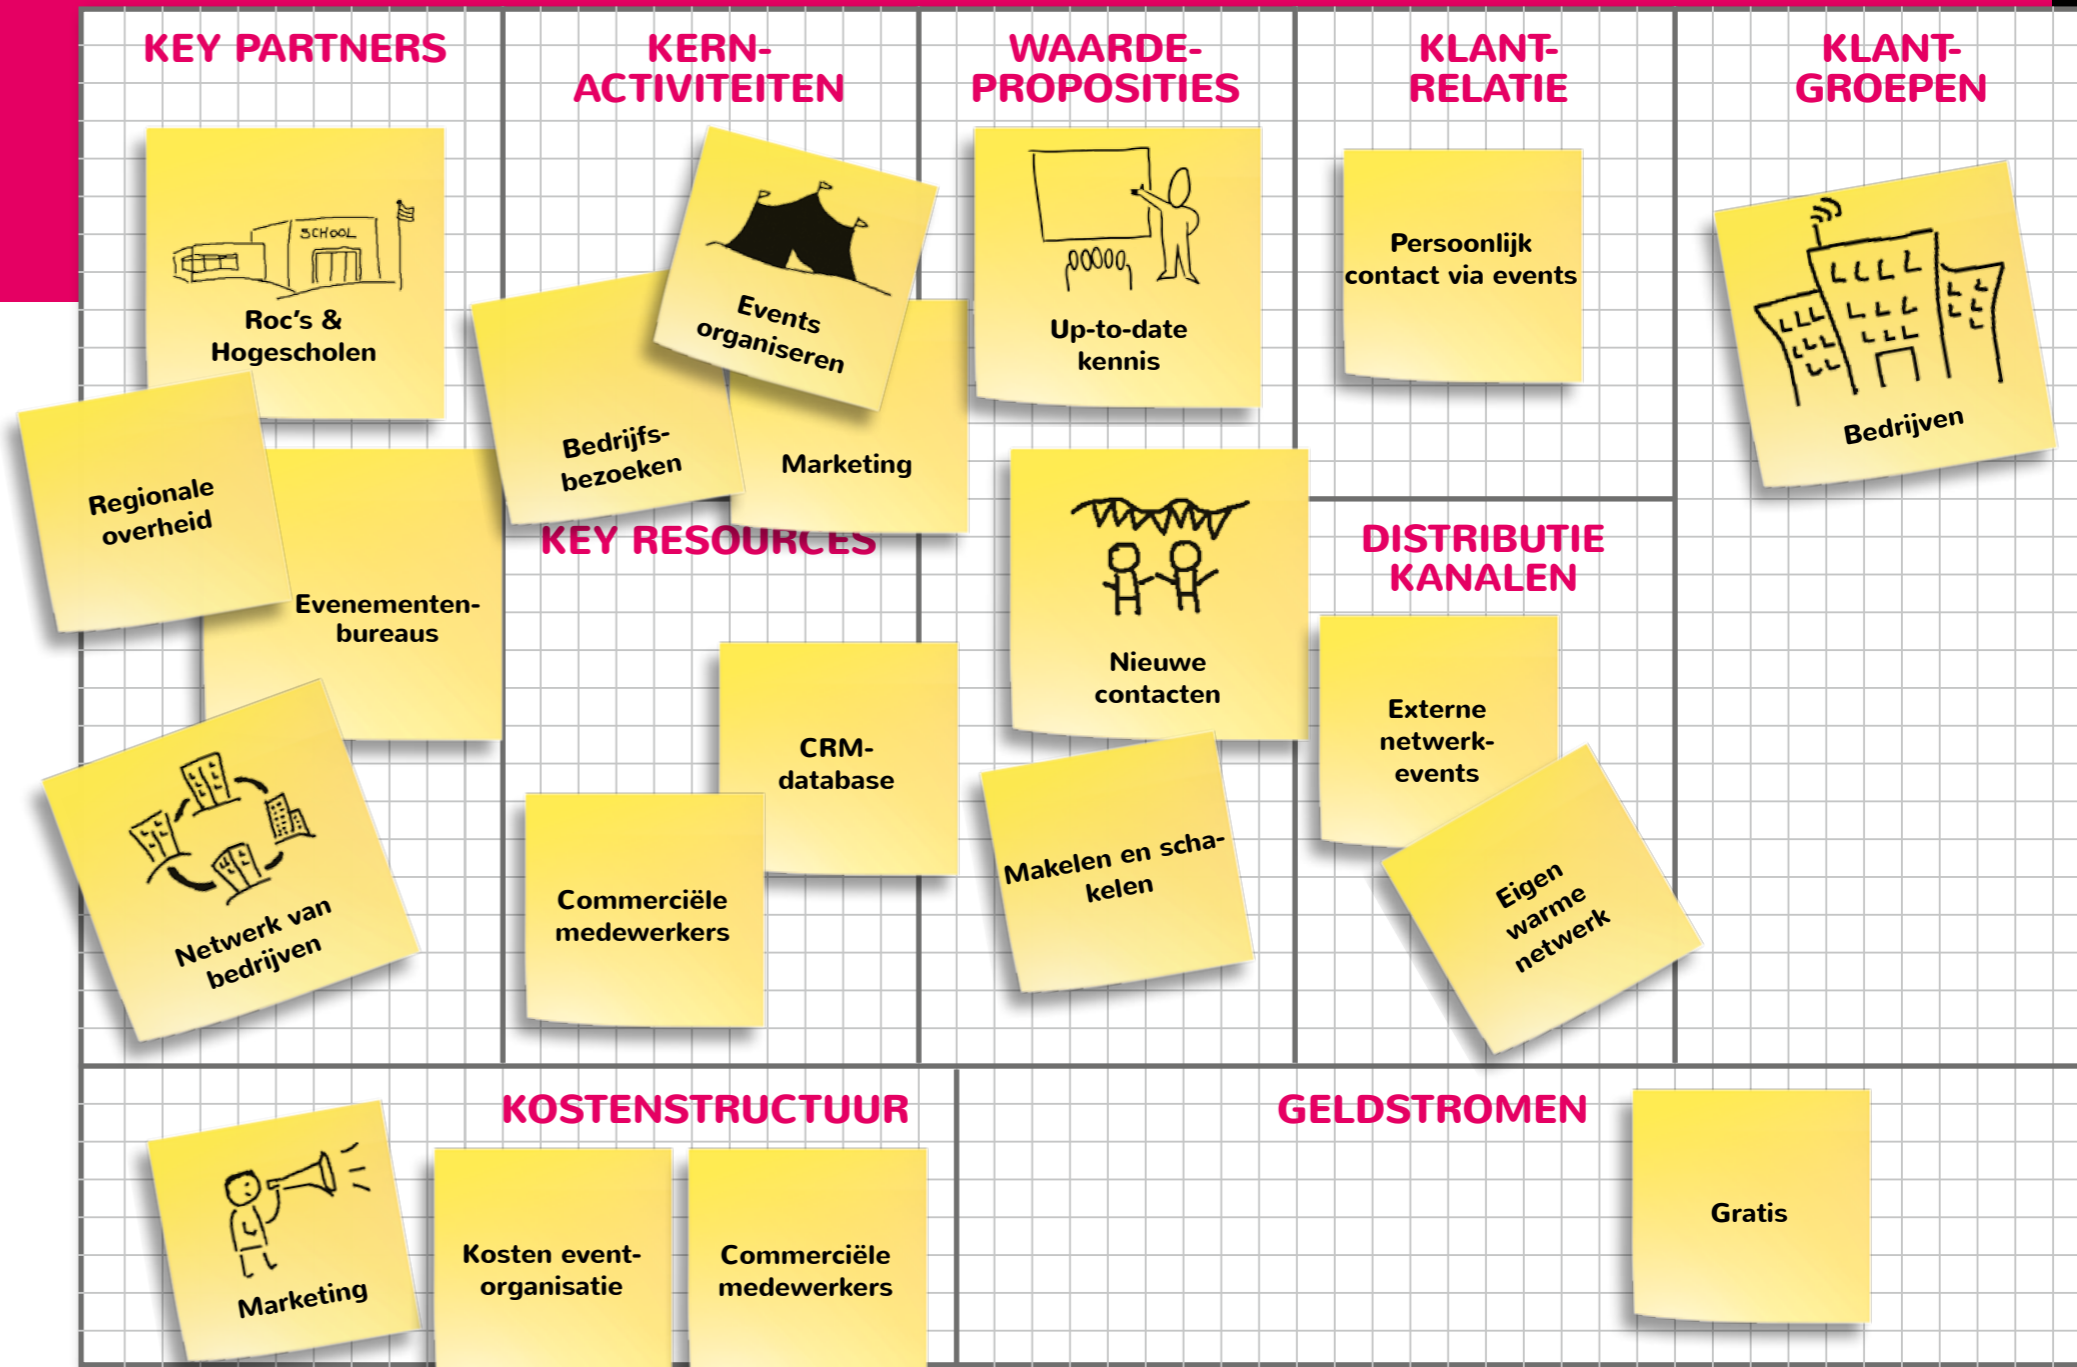 KEY PARTNERS
SCHOOL
Roc's &
Hogescholen
Regionale
overheid
Evenementen-
bureaus
Netwerk van
bedrijven
KERN-
ACTIVITEITEN
Events
organiseren
Bedrijfs-
bezoeken
Marketing
KEY RESOURCES
CRM-
database
Commerciële
medewerkers
WAARDE-
PROPOSITIES
Up-to-date
kennis
Nieuwe
contacten
Makelen en scha-
kelen
KLANT-
RELATIE
Persoonlijk
contact via events
DISTRIBUTIE
KANALEN
Externe
netwerk-
events
Eigen
warme
netwerk
KLANT-
GROEPEN
Bedrijven
KOSTENSTRUCTUUR
Marketing
Kosten event-
organisatie
Commerciële
medewerkers
GELDSTROMEN
Gratis